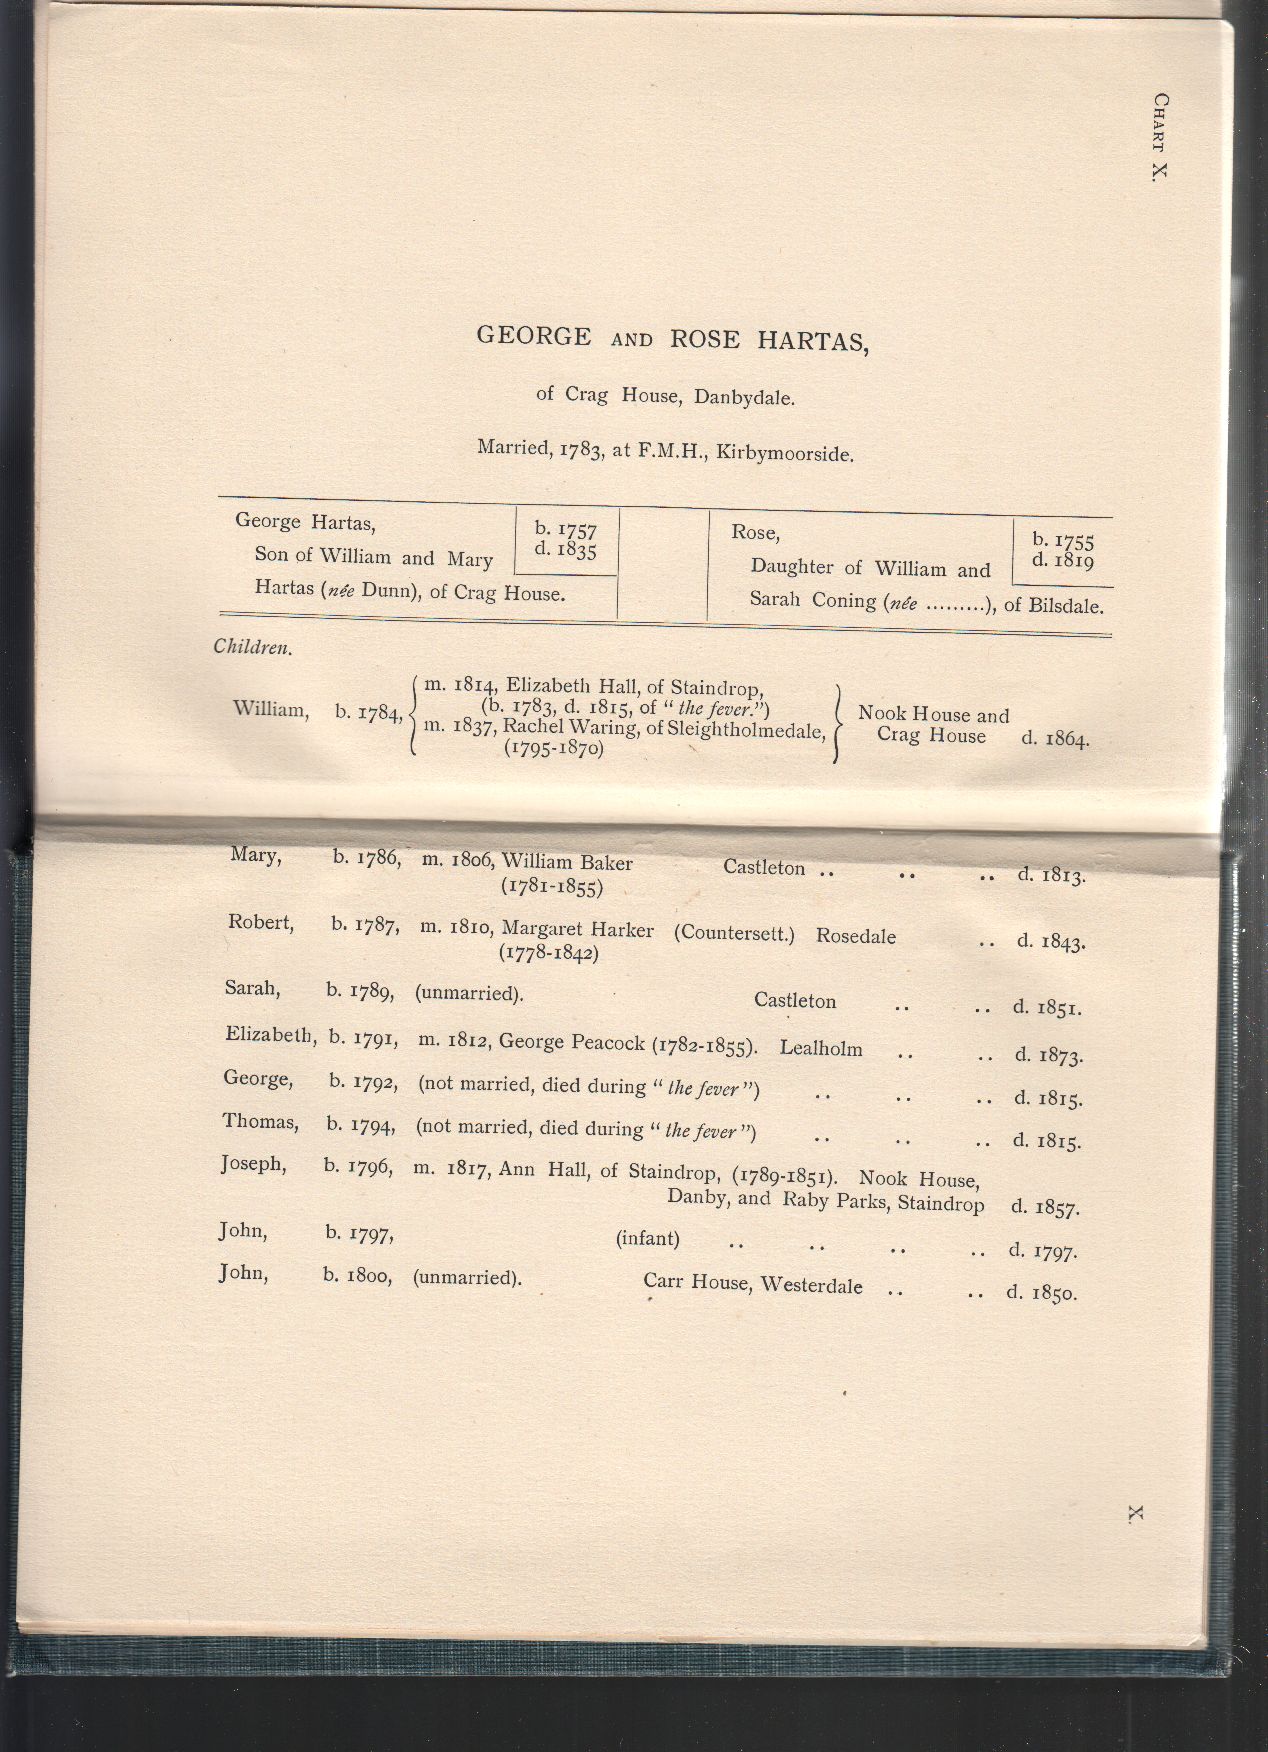 CHART X.
GEORGE AND ROSE HARTAS,
of Crag House, Danbydale.
Married, 1783, at F.M.H., Kirbymoorside.
George Hartas, b. 1757
d. 1835
Son of William and Mary
Hartas (née Dunn), of Crag House.
Rose, b. 1755
d. 1819
Daughter of William and
Sarah Coning (née .........), of Bilsdale.
Children.
William, b. 1784, { m. 1814, Elizabeth Hall, of Staindrop,
(b. 1783, d. 1815, of "the fever.")
m. 1837, Rachel Waring, of Sleightholmedale,
(1795-1870) } Nook House and
Crag House d. 1864.
Mary, b. 1786, m. 1806, William Baker Castleton .. .. .. d. 1813.
(1781-1855)
Robert, b. 1787, m. 1810, Margaret Harker (Countersett.) Rosedale .. d. 1843.
(1778-1842)
Sarah, b. 1789, (unmarried). Castleton .. .. d. 1851.
Elizabeth, b. 1791, m. 1812, George Peacock (1782-1855). Lealholm .. .. d. 1873.
George, b. 1792, (not married, died during "the fever") .. .. .. d. 1815.
Thomas, b. 1794, (not married, died during "the fever") .. .. .. d. 1815.
Joseph, b. 1796, m. 1817, Ann Hall, of Staindrop, (1789-1851). Nook House,
Danby, and Raby Parks, Staindrop d. 1857.
John, b. 1797, (infant) .. .. .. .. d. 1797.
John, b. 1800, (unmarried). Carr House, Westerdale .. .. d. 1850.
X.